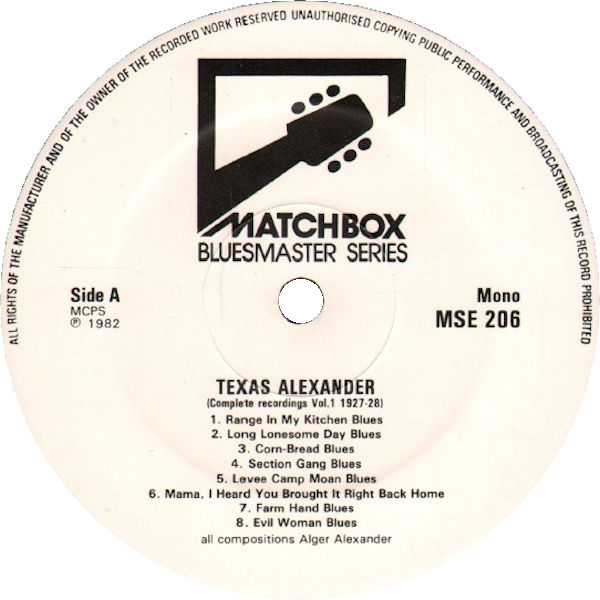 ALL RIGHTS OF THE MANUFACTURER AND OF THE OWNER OF THE RECORDED WORK RESERVED UNAUTHORISED COPYING PUBLIC PERFORMANCE AND BROADCASTING OF THIS RECORD PROHIBITED
MATCHBOX
BLUESMASTER SERIES
Side A
MCPS
℗ 1982
Mono
MSE 206
TEXAS ALEXANDER
(Complete recordings Vol.1 1927-28)
1. Range In My Kitchen Blues
2. Long Lonesome Day Blues
3. Corn-Bread Blues
4. Section Gang Blues
5. Levee Camp Moan Blues
6. Mama, I Heard You Brought It Right Back Home
7. Farm Hand Blues
8. Evil Woman Blues
all compositions Alger Alexander